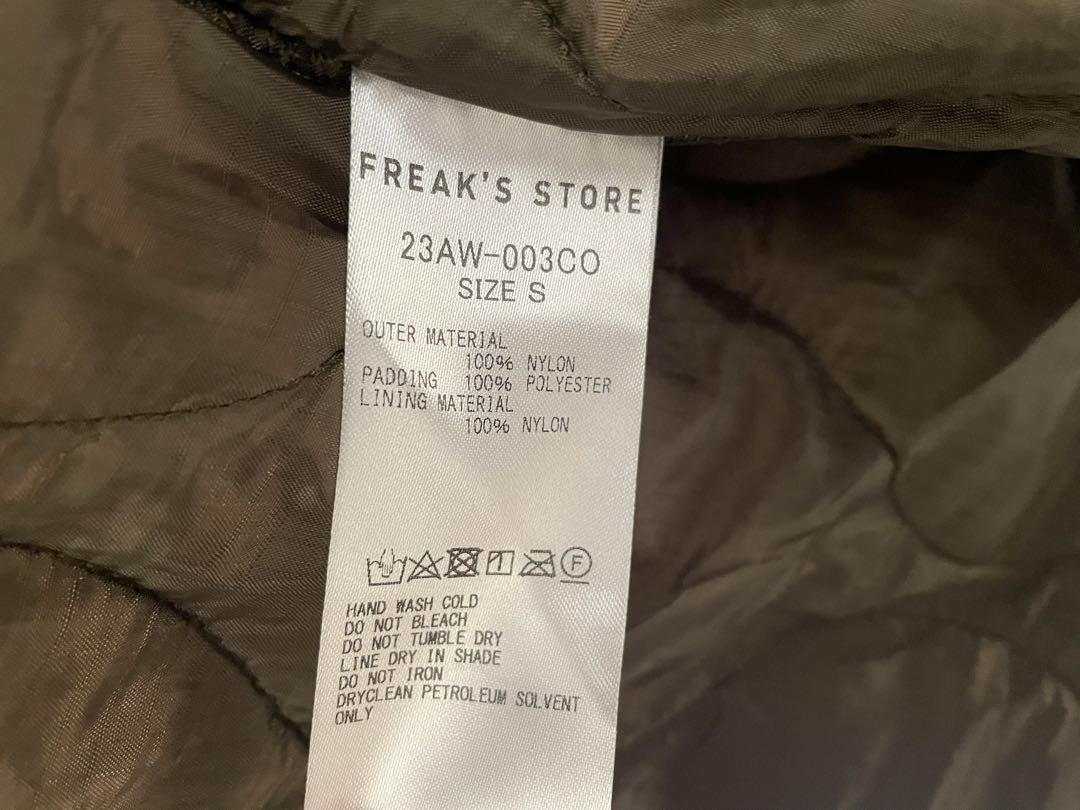 FREAK'S STORE
23AW-003CO
SIZE S
OUTER MATERIAL
100% NYLON
PADDING 100% POLYESTER
LINING MATERIAL
100% NYLON
F
HAND WASH COLD
DO NOT BLEACH
DO NOT TUMBLE DRY
LINE DRY IN SHADE
DO NOT IRON
DRYCLEAN PETROLEUM SOLVENT
ONLY